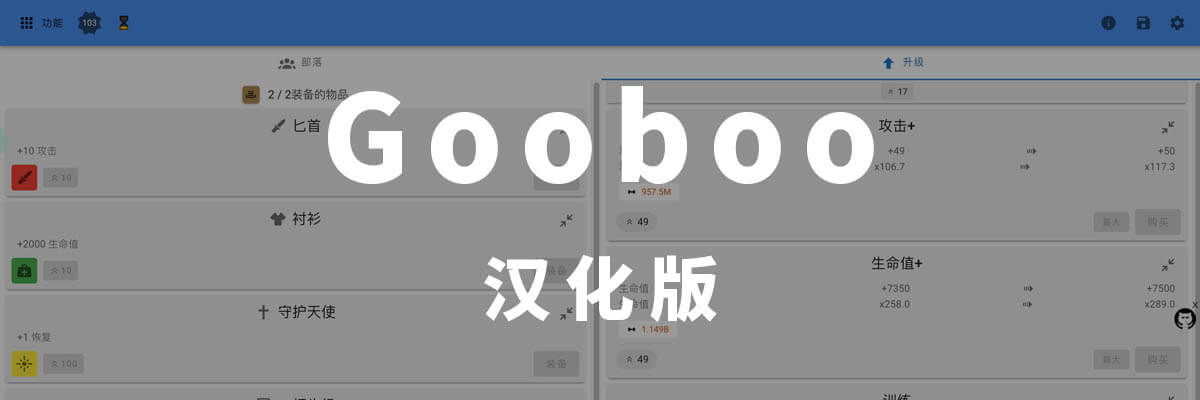 功能 103
部落
升级
2 / 2装备的物品
17
匕首
+10 攻击
10
Gooboo
攻击+
+49 +50
x106.7 x117.3
957.5M
49 最大 购买
衬衫
+2000 生命值
10 装备
汉化版
生命值+
生命值 +7350 +7500
x258.0 x289.0
1.149B
49 最大 购买
守护天使
+1 恢复
100 装备
x
训练